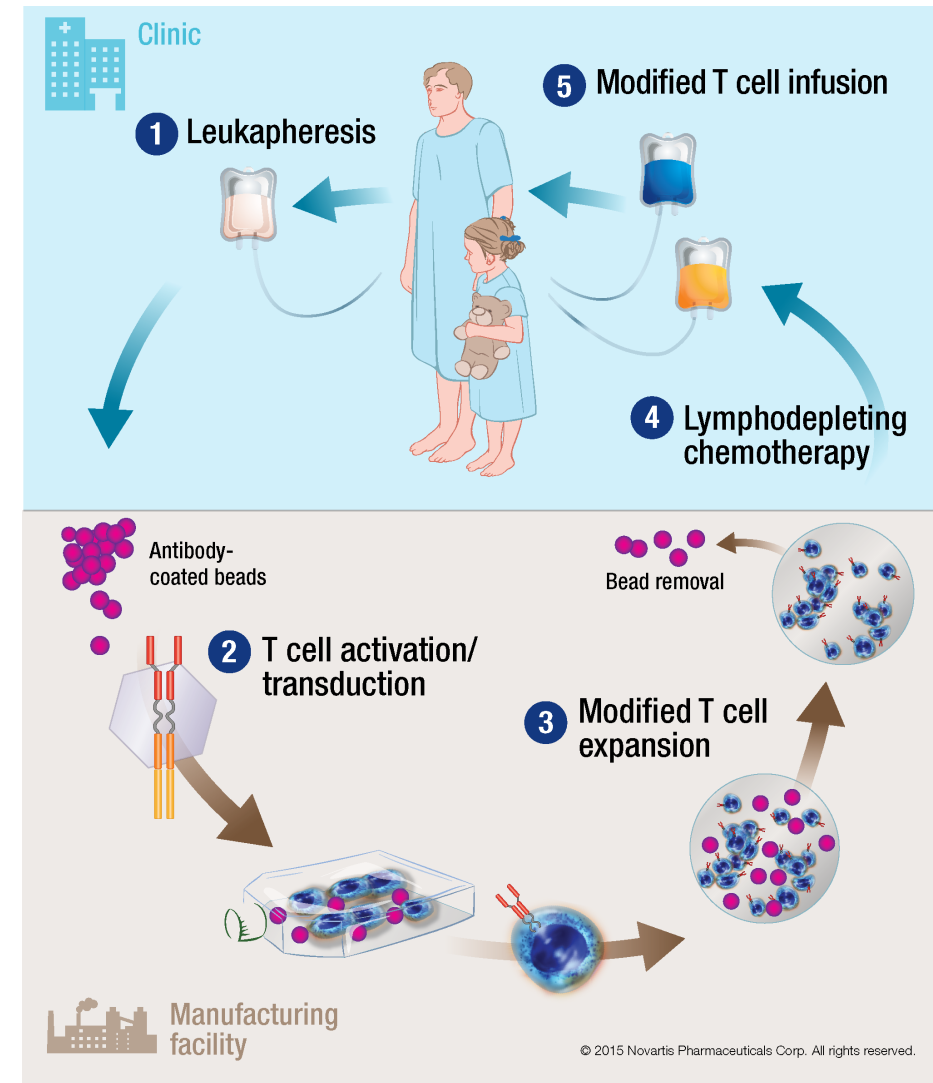 Clinic
1 Leukapheresis
5 Modified T cell infusion
4 Lymphodepleting
chemotherapy
Antibody-
coated beads
Bead removal
2 T cell activation/
transduction
3 Modified T cell
expansion
Manufacturing
facility
© 2015 Novartis Pharmaceuticals Corp. All rights reserved.